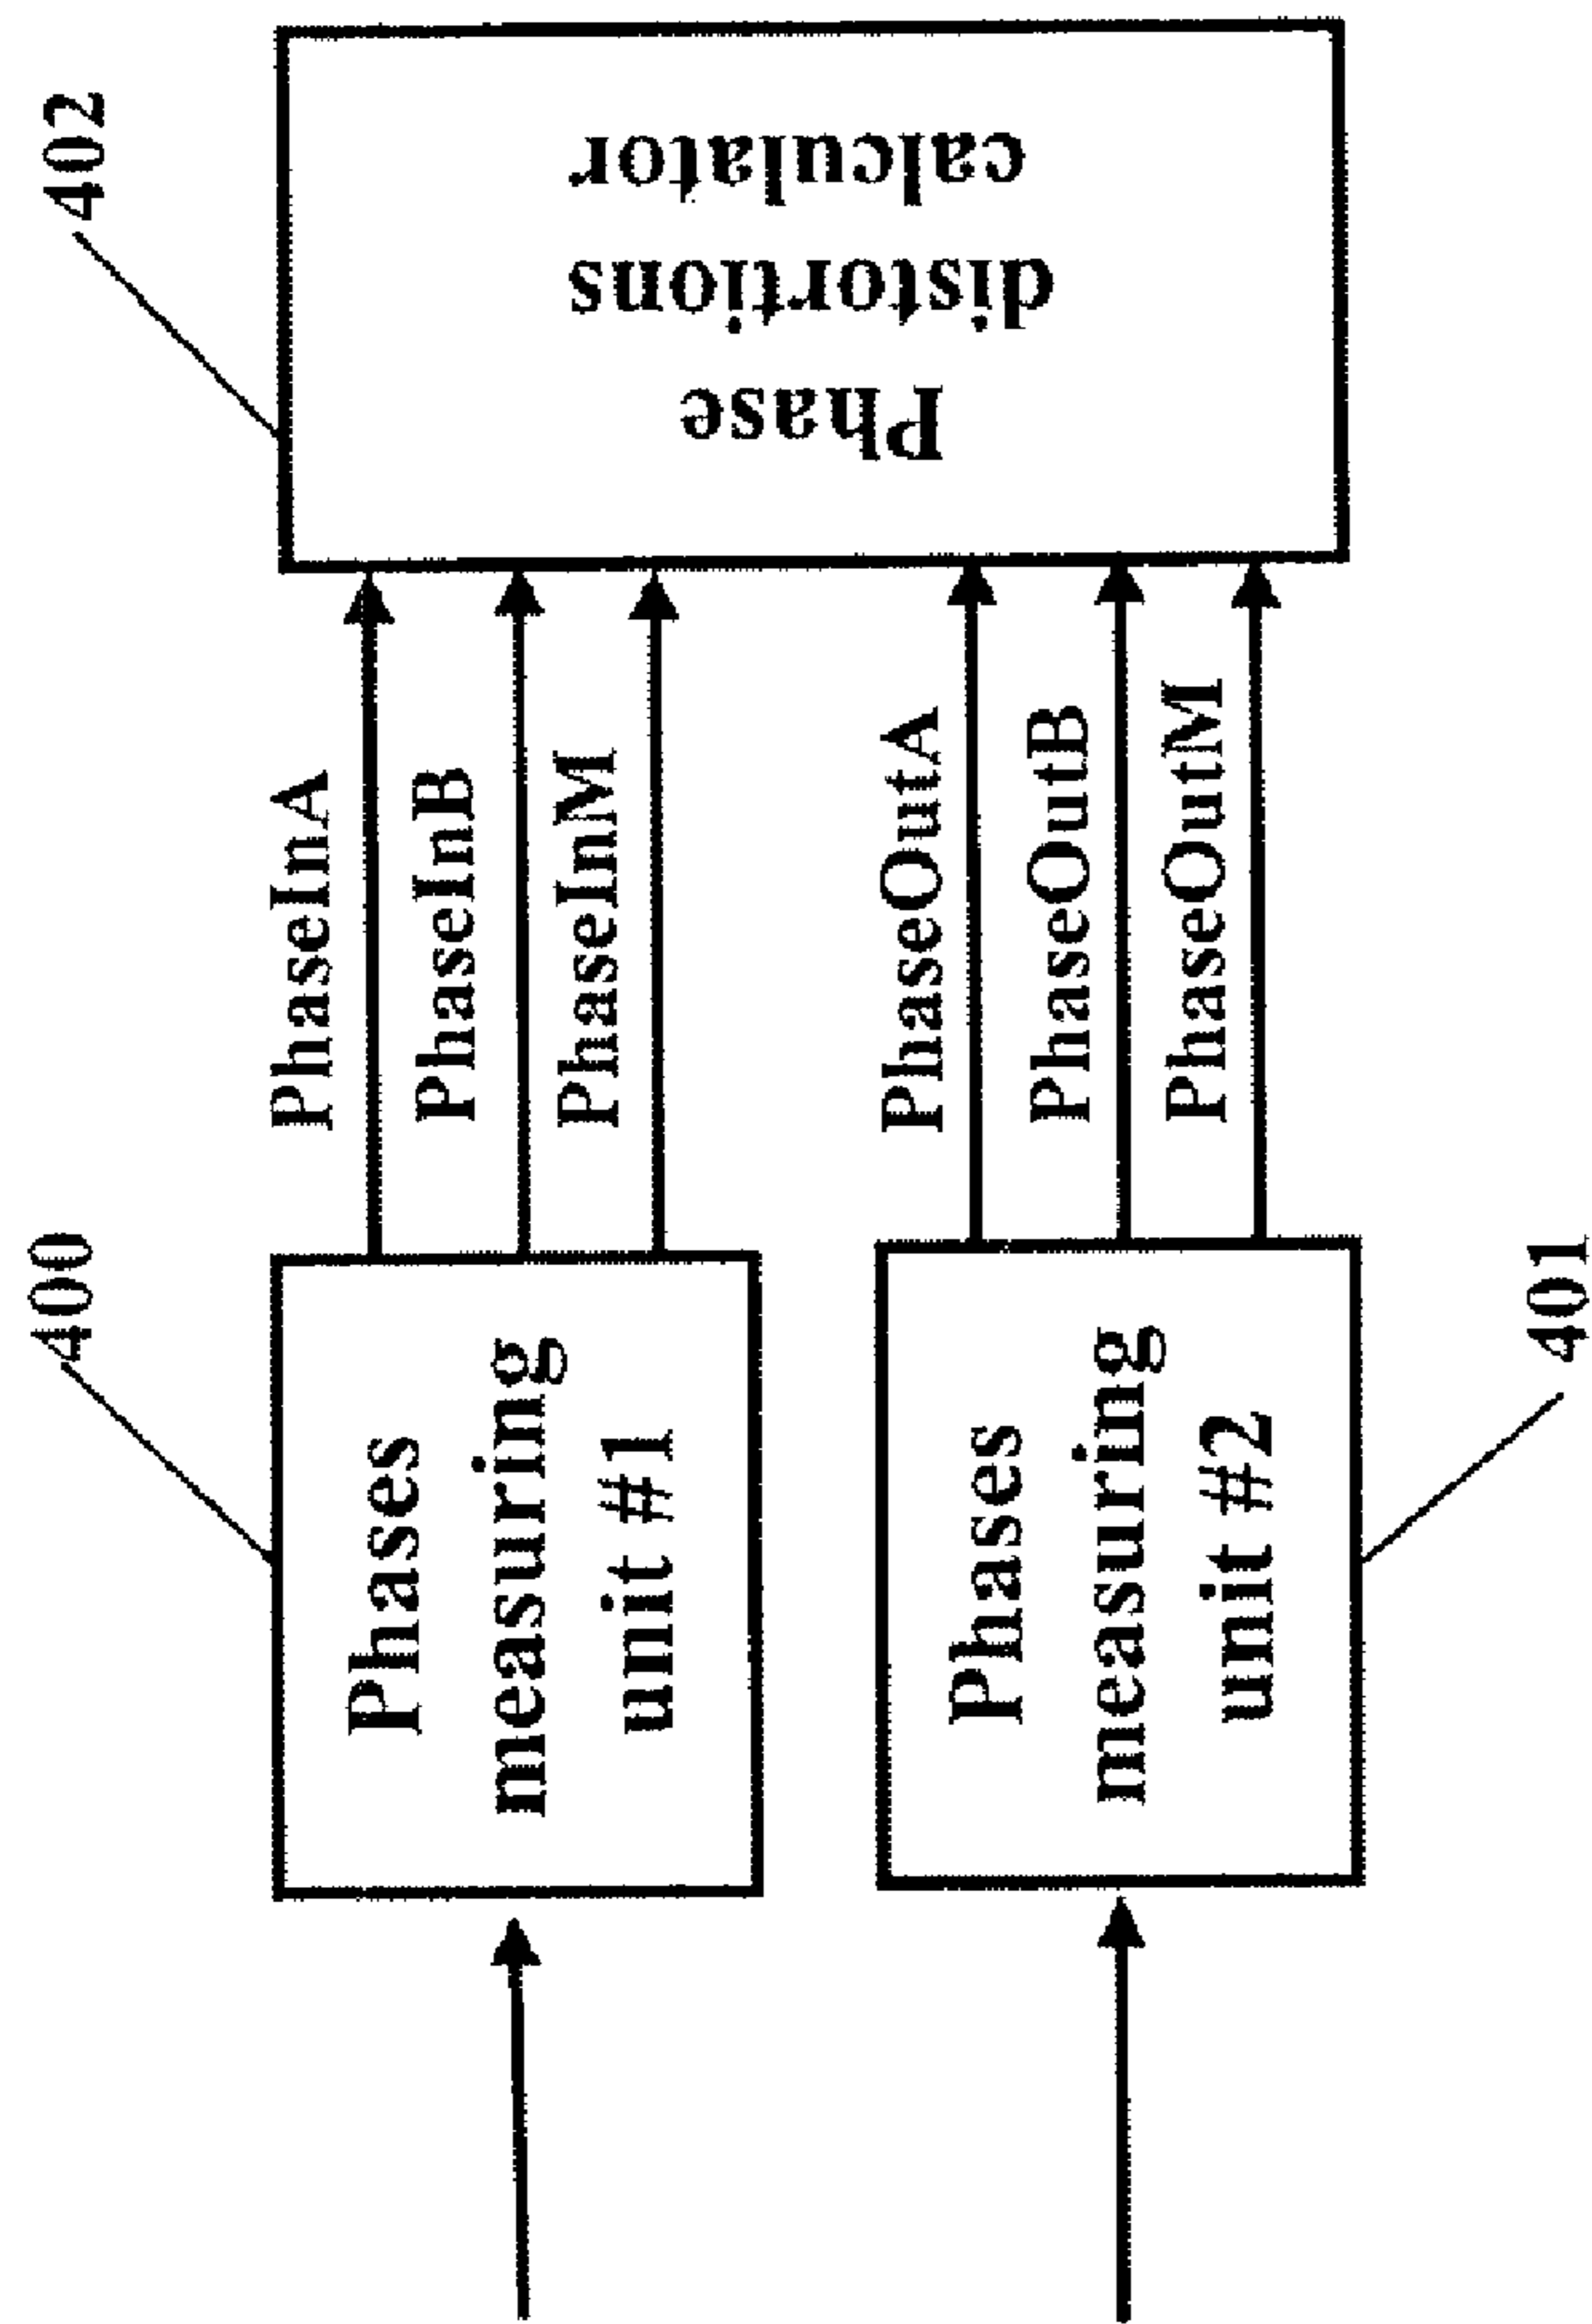 400
Phases
measuring
unit #1
PhaseInA
PhaseInB
PhaseInM
402
Phase
distortions
calculator
Phases
measuring
unit #2
401
PhaseOutA
PhaseOutB
PhaseOutM